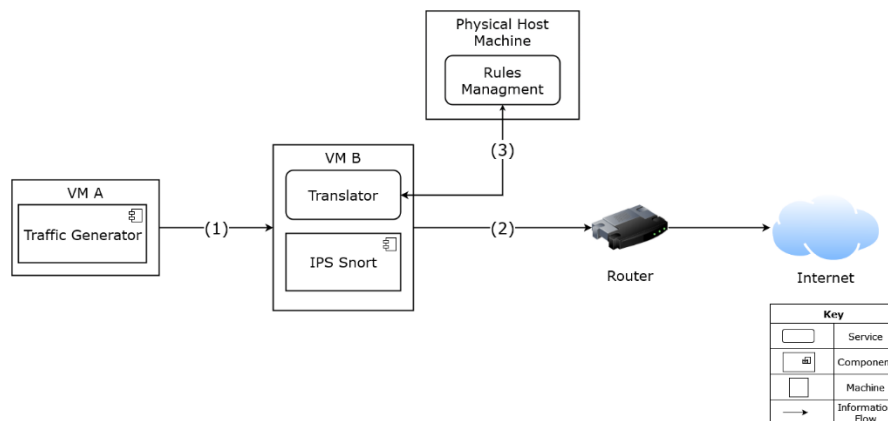 Physical Host
Machine
Rules
Managment
(3)
VM B
Translator
VM A
Traffic Generator
(1)
(2)
IPS Snort
Router
Internet
Key
Service
Component
Machine
Information
Flow